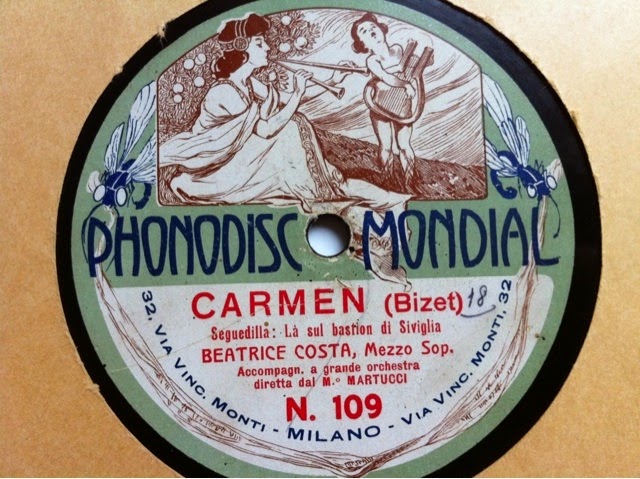 PHONODISC MONDIAL
CARMEN (Bizet) 18
Seguedilla: Là sul bastion di Siviglia
BEATRICE COSTA, Mezzo Sop.
Accompagn. a grande orchestra
diretta dal M.° MARTUCCI
N. 109
32, VIA VINC. MONTI - MILANO - VIA VINC. MONTI, 32